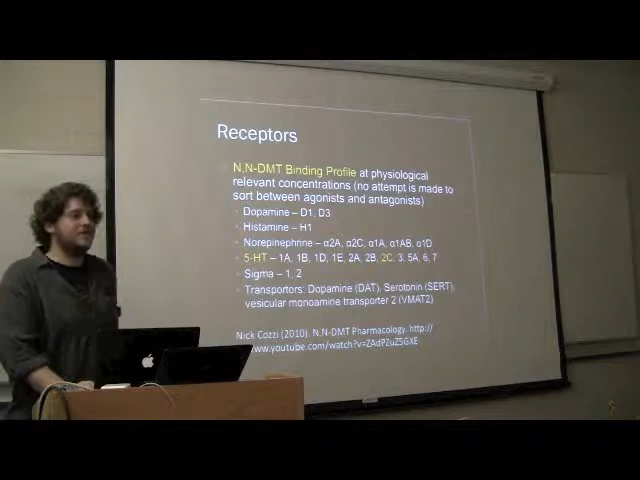 Receptors
N,N-DMT Binding Profile at physiological
relevant concentrations (no attempt is made to
sort between agonists and antagonists)
Dopamine – D1, D3
Histamine – H1
Norepinephrine – α2A, α2C, α1A, α1AB, α1D
5-HT – 1A, 1B, 1D, 1E, 2A, 2B, 2C, 3, 5A, 6, 7
Sigma – 1, 2
Transportors: Dopamine (DAT), Serotonin (SERT),
vesicular monoamine transporter 2 (VMAT2)
Nick Cozzi (2010). N,N-DMT Pharmacology. http://
ww.youtube.com/watch?v=